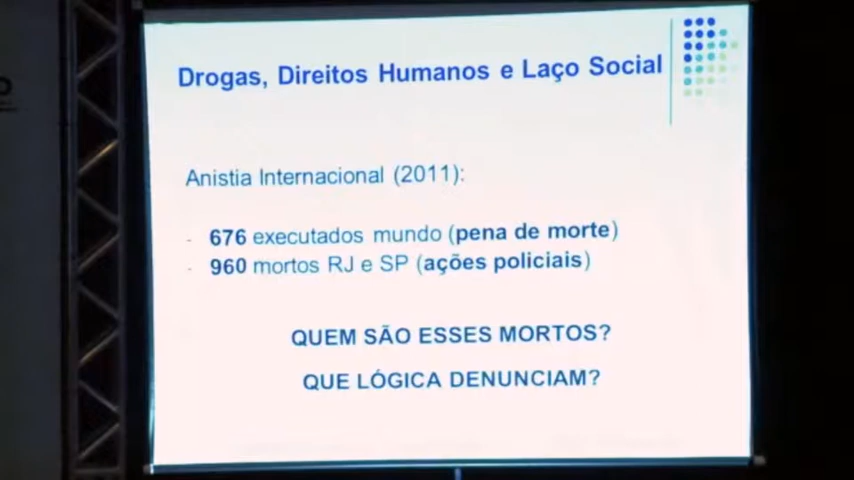 Drogas, Direitos Humanos e Laço Social
Anistia Internacional (2011):
- 676 executados mundo (pena de morte)
- 960 mortos RJ e SP (ações policiais)
QUEM SÃO ESSES MORTOS?
QUE LÓGICA DENUNCIAM?